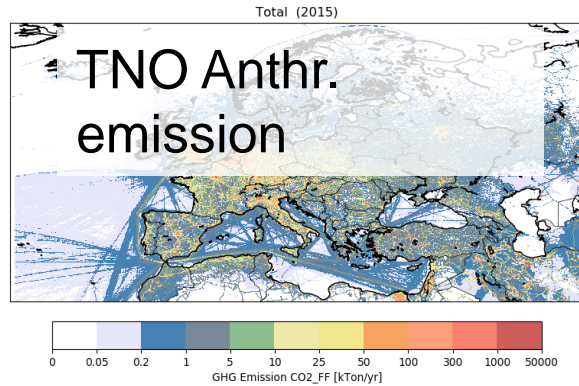 Total (2015)
TNO Anthr.
emission
0 0.05 0.2 1 5 10 25 50 100 300 1000 50000
GHG Emission CO2_FF [kTon/yr]